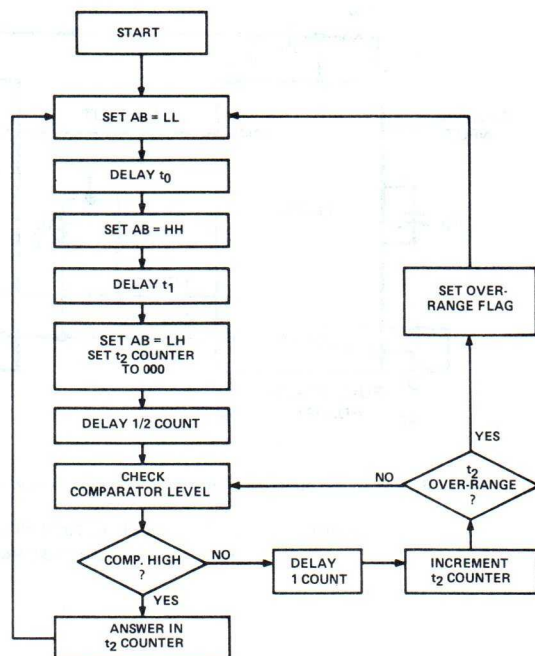 START
SET AB = LL
DELAY t0
SET AB = HH
DELAY t1
SET AB = LH
SET t2 COUNTER
TO 000
DELAY 1/2 COUNT
CHECK
COMPARATOR LEVEL
COMP. HIGH
?
NO
YES
ANSWER IN
t2 COUNTER
DELAY
1 COUNT
INCREMENT
t2 COUNTER
t2
OVER-RANGE
?
NO
YES
SET OVER-
RANGE FLAG